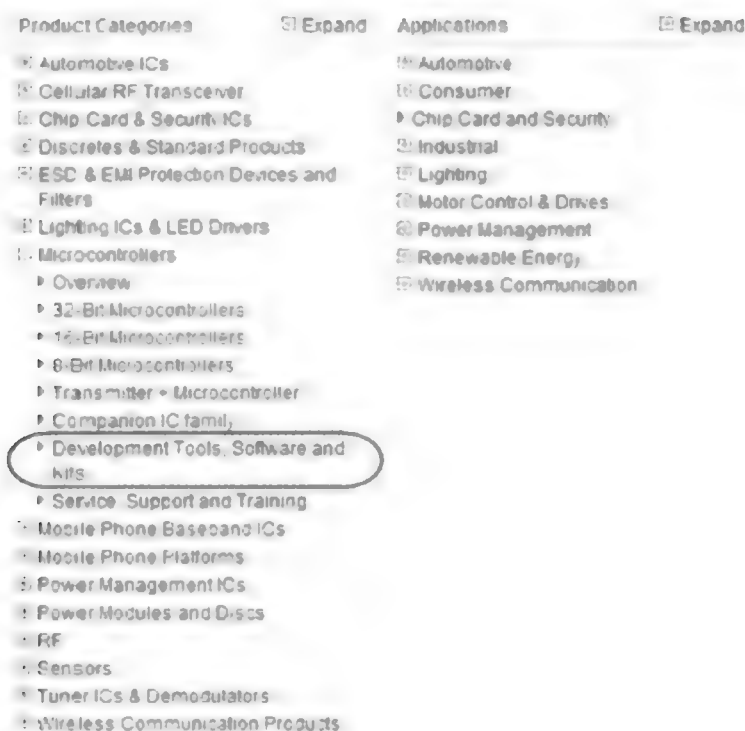 Product Categories
Expand
Automotive ICs
Cellular RF Transceiver
Chip Card & Security ICs
Discretes & Standard Products
ESD & EMI Protection Devices and
Filters
Lighting ICs & LED Drivers
Microcontrollers
Overview
32-Bit Microcontrollers
16-Bit Microcontrollers
8-Bit Microcontrollers
Transmitter + Microcontroller
Companion IC family
Development Tools, Software and
Kits
Service, Support and Training
Mobile Phone Baseband ICs
Mobile Phone Platforms
Power Management ICs
Power Modules and Discs
RF
Sensors
Tuner ICs & Demodulators
Wireless Communication Products
Applications
Expand
Automotive
Consumer
Chip Card and Security
Industrial
Lighting
Motor Control & Drives
Power Management
Renewable Energy
Wireless Communication